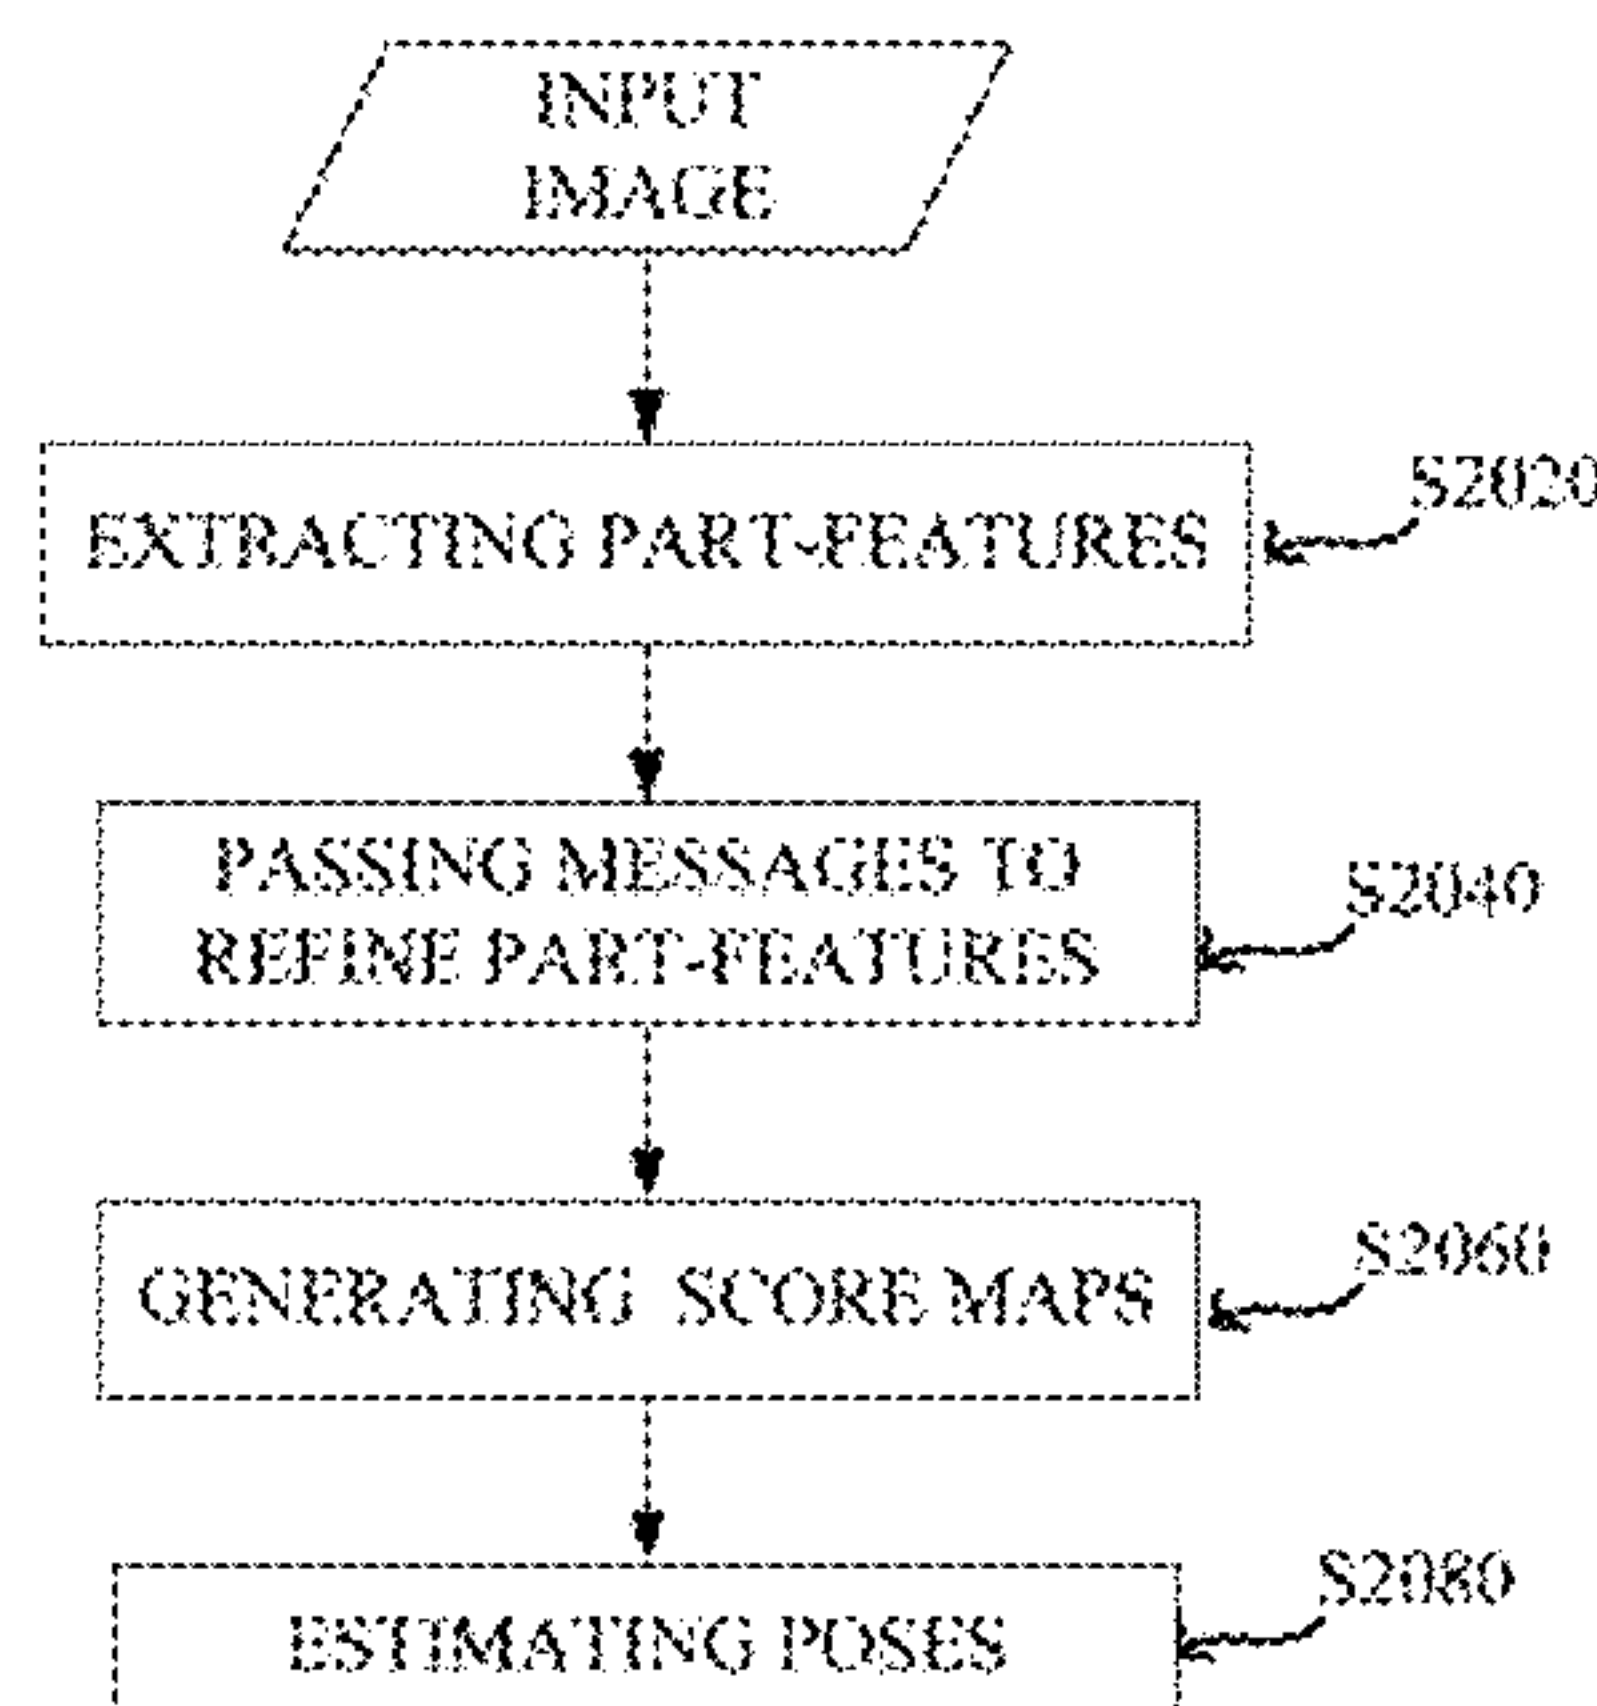 INPUT
IMAGE
EXTRACTING PART-FEATURES
S2020
PASSING MESSAGES TO
REFINE PART-FEATURES
S2040
GENERATING SCORE MAPS
S2060
ESTIMATING POSES
S2080